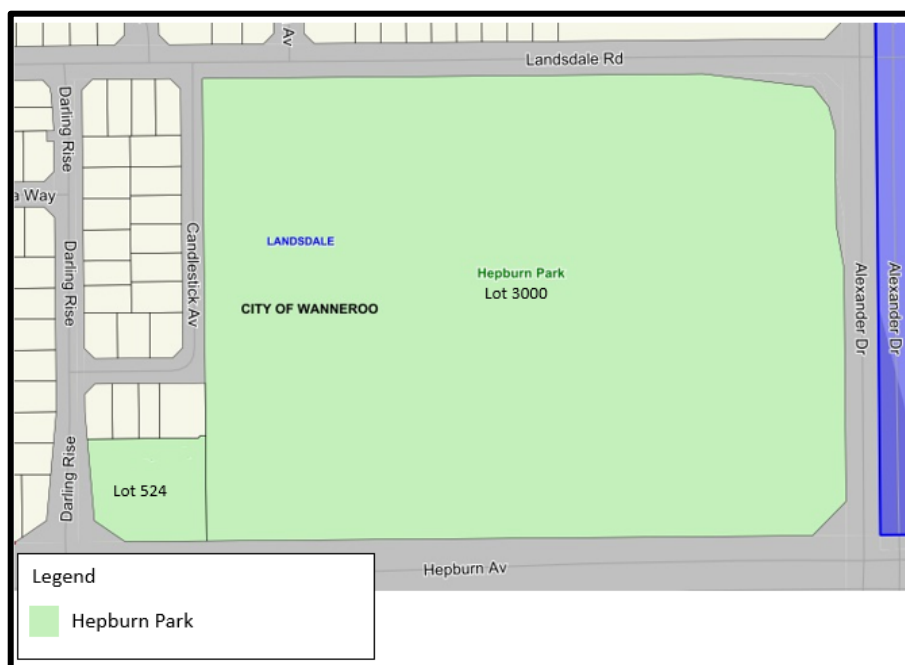 Av
Landsdale Rd
Darling Rise
a Way
Candlestick Av
Darling Rise
LANDSDALE
Hepburn Park
Lot 3000
CITY OF WANNEROO
Alexander Dr
Alexander Dr
Darling Rise
Lot 524
Hepburn Av
Legend
Hepburn Park